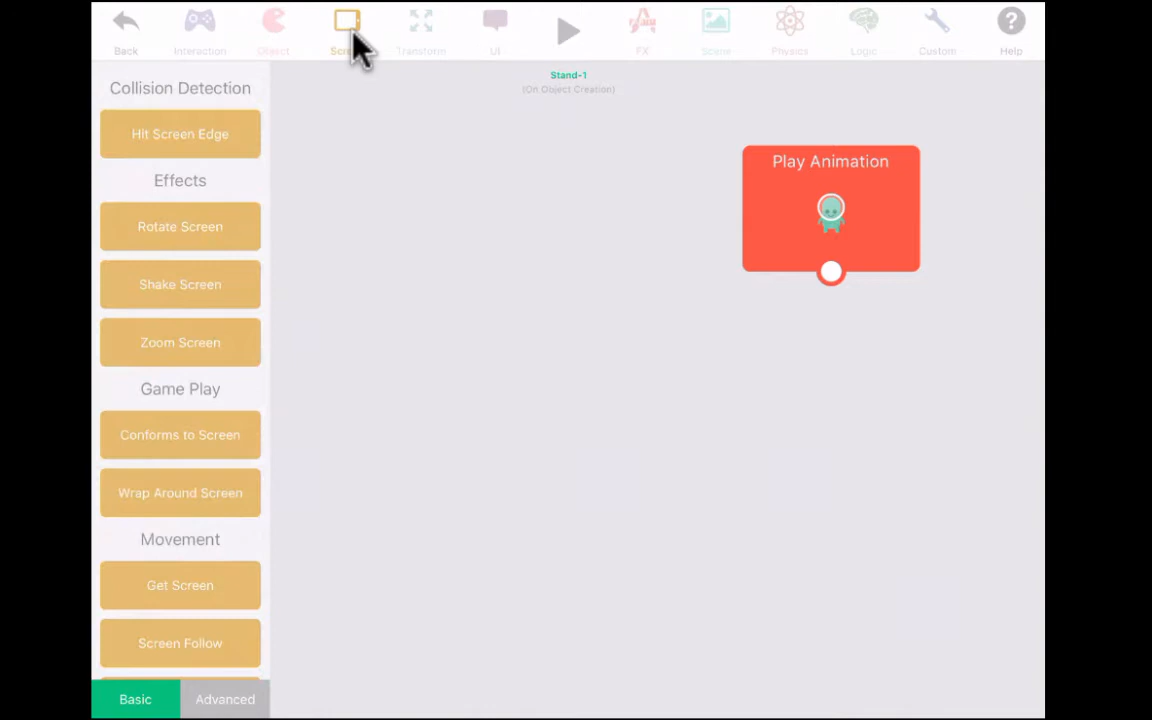 Back
Interaction
Object
Screen
Transform
UI
FX
Scene
Physics
Logic
Custom
Help
Stand-1
(On Object Creation)
Collision Detection
Hit Screen Edge
Effects
Rotate Screen
Shake Screen
Zoom Screen
Game Play
Conforms to Screen
Wrap Around Screen
Movement
Get Screen
Screen Follow
Basic
Advanced
Play Animation